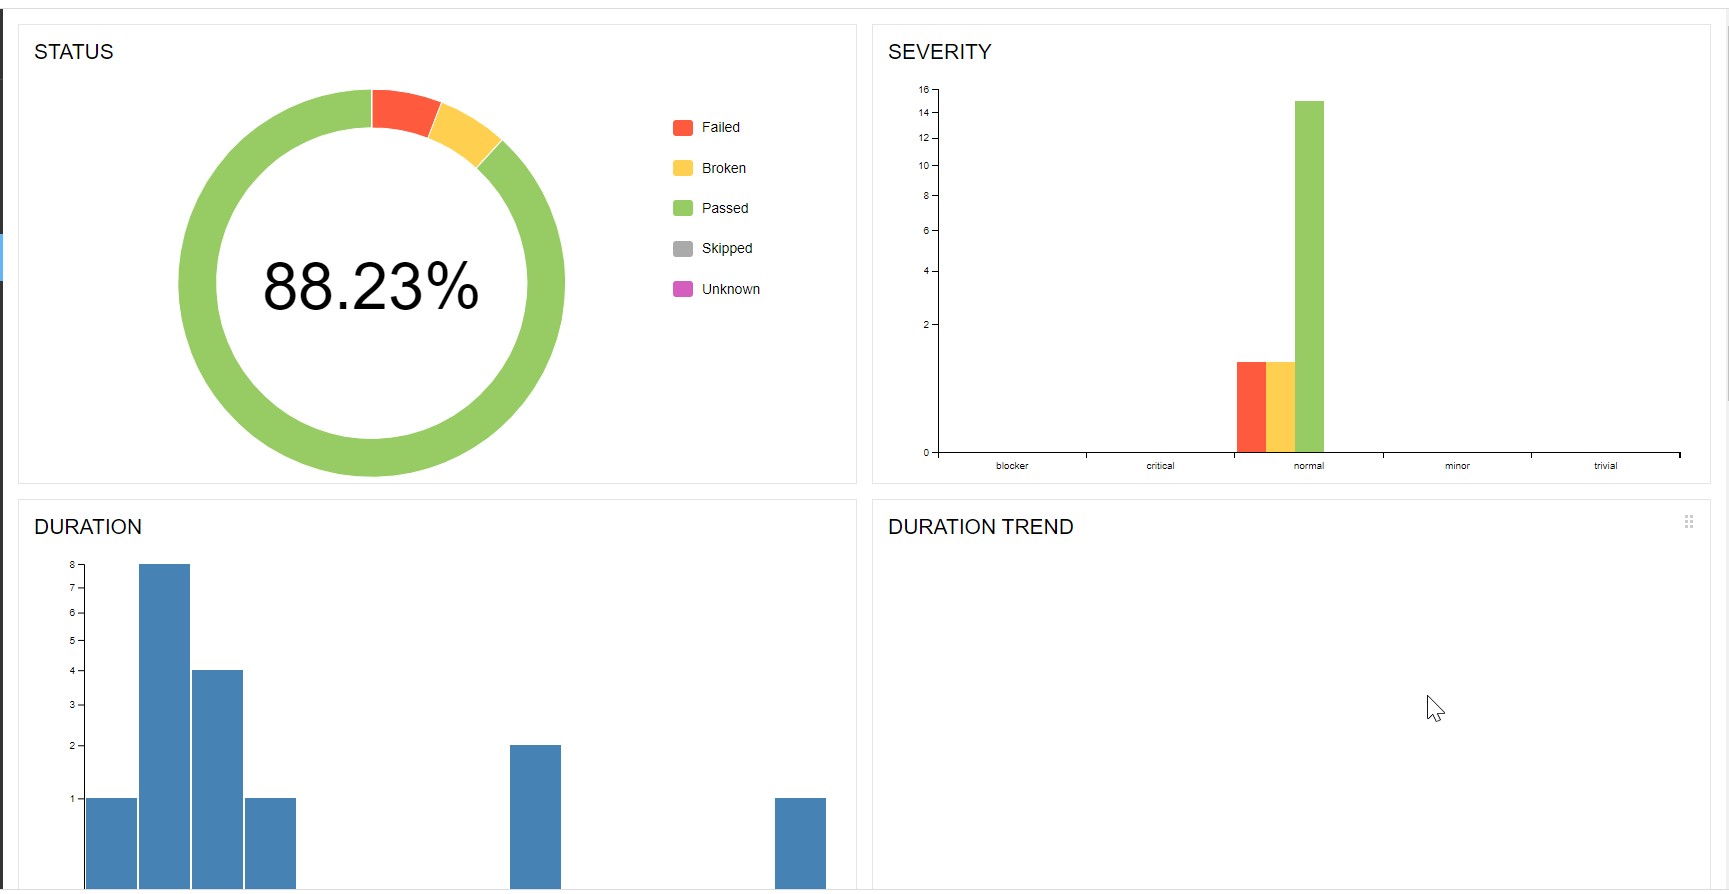 STATUS
88.23%
Failed
Broken
Passed
Skipped
Unknown
SEVERITY
16
14
12
10
8
6
4
2
0
blocker critical normal minor trivial
DURATION
8
7
6
5
4
3
2
1
DURATION TREND